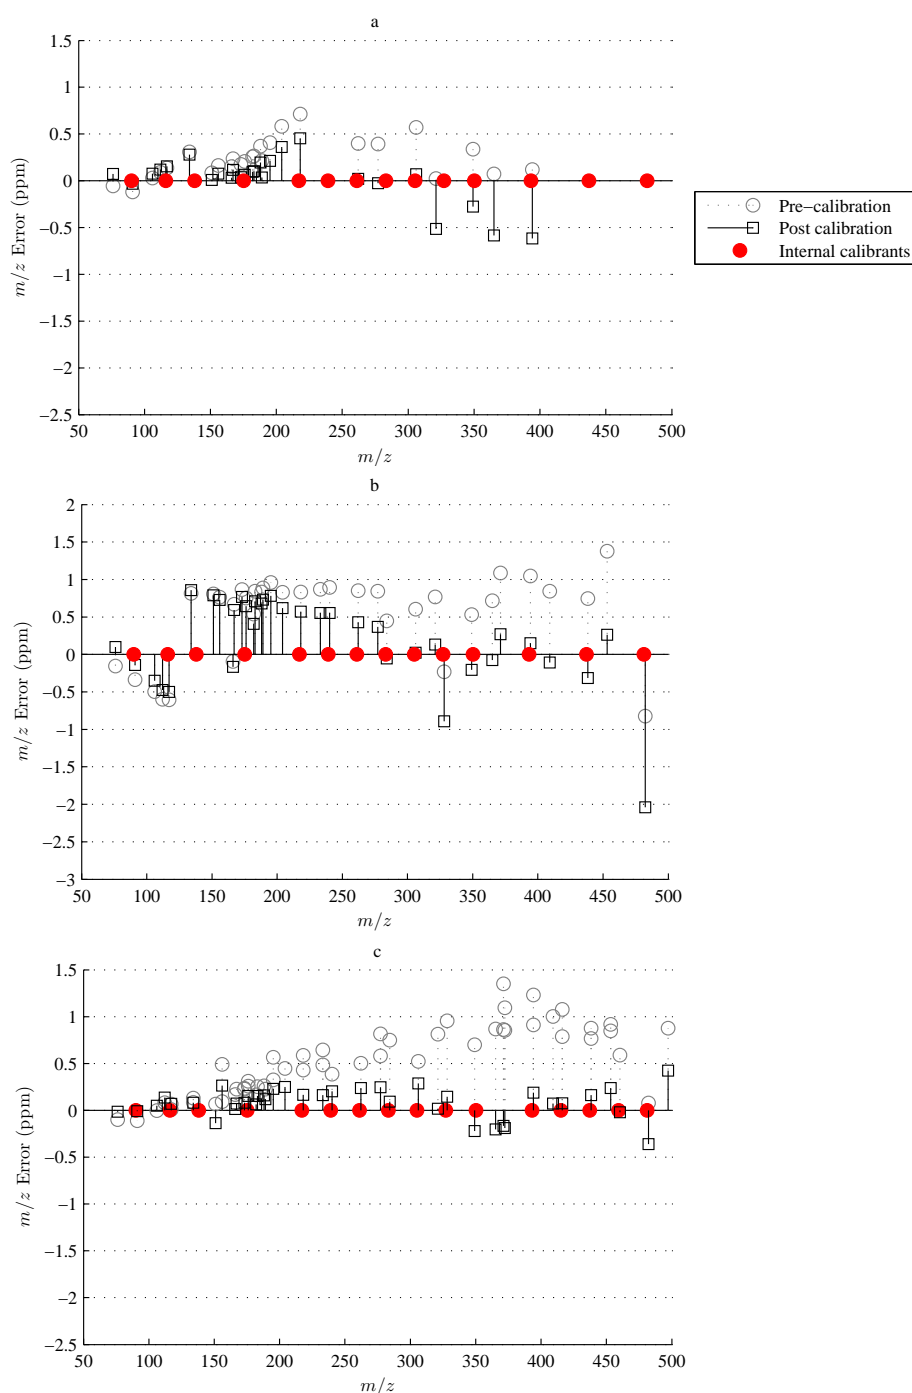 a
1.5
1
0.5
0
−0.5
−1
−1.5
−2
−2.5
50 100 150 200 250 300 350 400 450 500
m/z
m/z Error (ppm)
Pre−calibration
Post calibration
Internal calibrants
b
2
1.5
1
0.5
0
−0.5
−1
−1.5
−2
−2.5
−3
50 100 150 200 250 300 350 400 450 500
m/z
m/z Error (ppm)
c
1.5
1
0.5
0
−0.5
−1
−1.5
−2
−2.5
50 100 150 200 250 300 350 400 450 500
m/z
m/z Error (ppm)